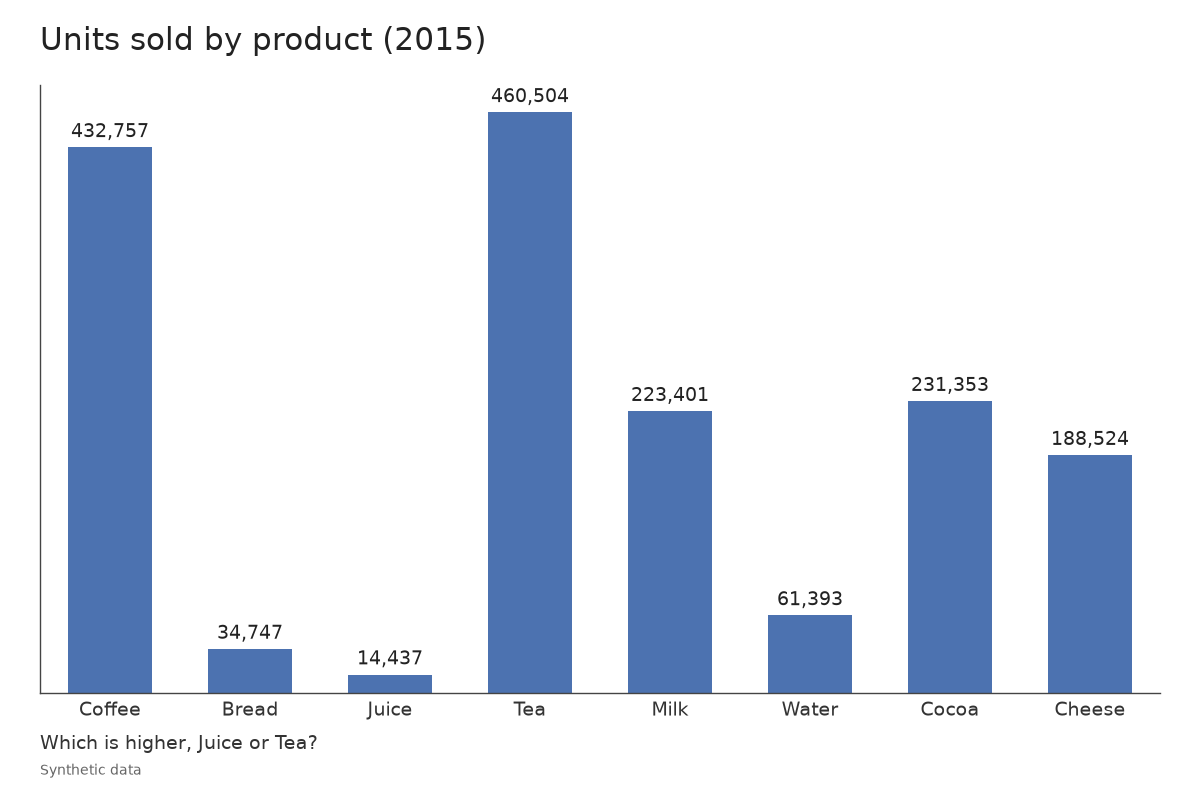 Units sold by product (2015)
460,504
432,757
231,353
223,401
188,524
61,393
34,747
14,437
Coffee Bread Juice Tea Milk Water Cocoa Cheese
Which is higher, Juice or Tea?
Synthetic data